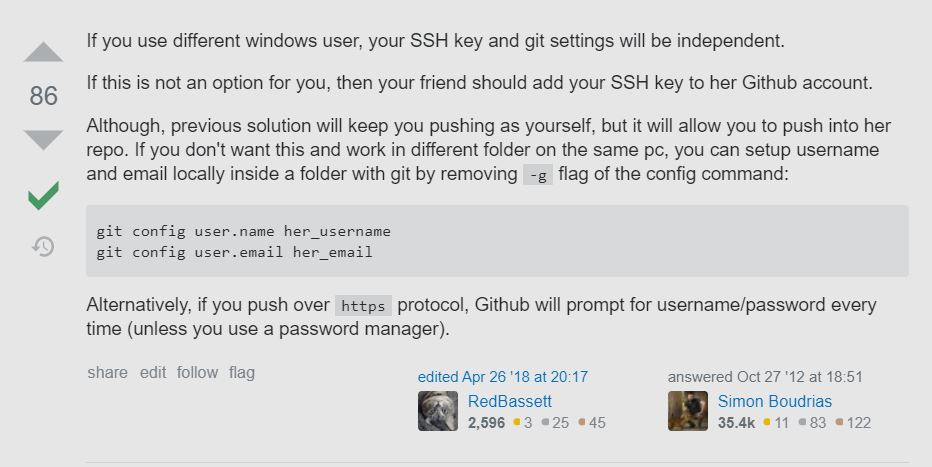 If you use different windows user, your SSH key and git settings will be independent.
If this is not an option for you, then your friend should add your SSH key to her Github account.
86
Although, previous solution will keep you pushing as yourself, but it will allow you to push into her
repo. If you don't want this and work in different folder on the same pc, you can setup username
and email locally inside a folder with git by removing -g flag of the config command:
git config user.name her_username
git config user.email her_email
Alternatively, if you push over https protocol, Github will prompt for username/password every
time (unless you use a password manager).
share edit follow flag
edited Apr 26 '18 at 20:17
RedBassett
2,596 3 25 45
answered Oct 27 '12 at 18:51
Simon Boudrias
35.4k 11 83 122